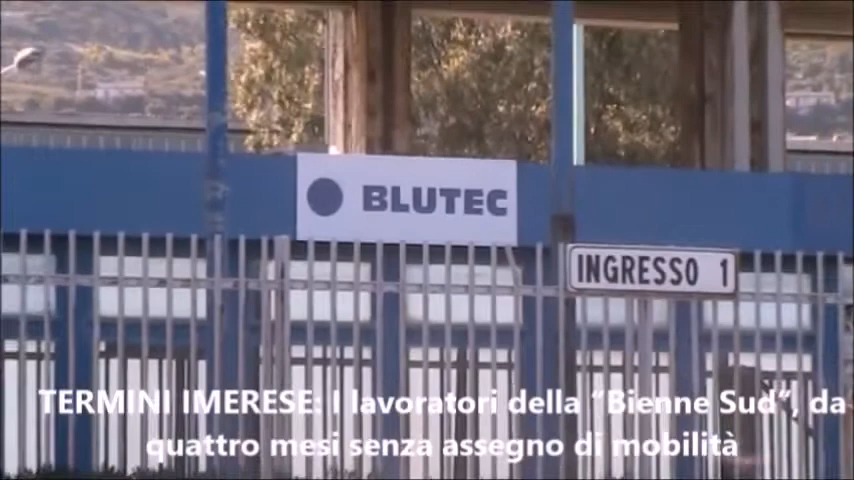 BLUTEC
INGRESSO 1
TERMINI IMERESE: I lavoratori della “Bienne Sud”, da
quattro mesi senza assegno di mobilità